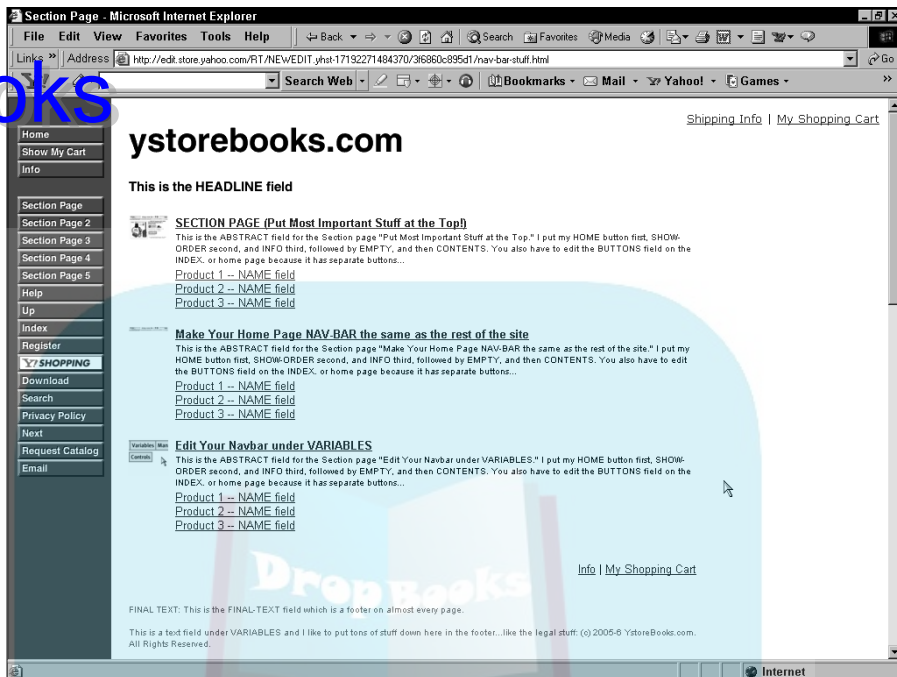 Section Page - Microsoft Internet Explorer
File Edit View Favorites Tools Help Back Search Favorites Media
Links » Address http://edit.store.yahoo.com/RT/NEWEDIT.yhst-17192271484370/3f6860c895d1/nav-bar-stuff.html Go
Y! Search Web Bookmarks Mail Yahoo! Games »
oks
Shipping Info | My Shopping Cart
Home
Show My Cart
Info
Section Page
Section Page 2
Section Page 3
Section Page 4
Section Page 5
Help
Up
Index
Register
Y! SHOPPING
Download
Search
Privacy Policy
Next
Request Catalog
Email
ystorebooks.com
This is the HEADLINE field
SECTION PAGE (Put Most Important Stuff at the Top!)
This is the ABSTRACT field for the Section page "Put Most Important Stuff at the Top." I put my HOME button first, SHOW-
ORDER second, and INFO third, followed by EMPTY, and then CONTENTS. You also have to edit the BUTTONS field on the
INDEX. or home page because it has separate buttons...
Product 1 -- NAME field
Product 2 -- NAME field
Product 3 -- NAME field
Make Your Home Page NAV-BAR the same as the rest of the site
This is the ABSTRACT field for the Section page "Make Your Home Page NAV-BAR the same as the rest of the site." I put my
HOME button first, SHOW-ORDER second, and INFO third, followed by EMPTY, and then CONTENTS. You also have to edit
the BUTTONS field on the INDEX. or home page because it has separate buttons...
Product 1 -- NAME field
Product 2 -- NAME field
Product 3 -- NAME field
Variables Man
Controls
Edit Your Navbar under VARIABLES
This is the ABSTRACT field for the Section page "Edit Your Navbar under VARIABLES." I put my HOME button first, SHOW-
ORDER second, and INFO third, followed by EMPTY, and then CONTENTS. You also have to edit the BUTTONS field on the
INDEX. or home page because it has separate buttons...
Product 1 -- NAME field
Product 2 -- NAME field
Product 3 -- NAME field
Info | My Shopping Cart
DropBooks
FINAL TEXT: This is the FINAL-TEXT field which is a footer on almost every page.
This is a text field under VARIABLES and I like to put tons of stuff down here in the footer...like the legal stuff: (c) 2005-6 YstoreBooks.com.
All Rights Reserved.
Internet